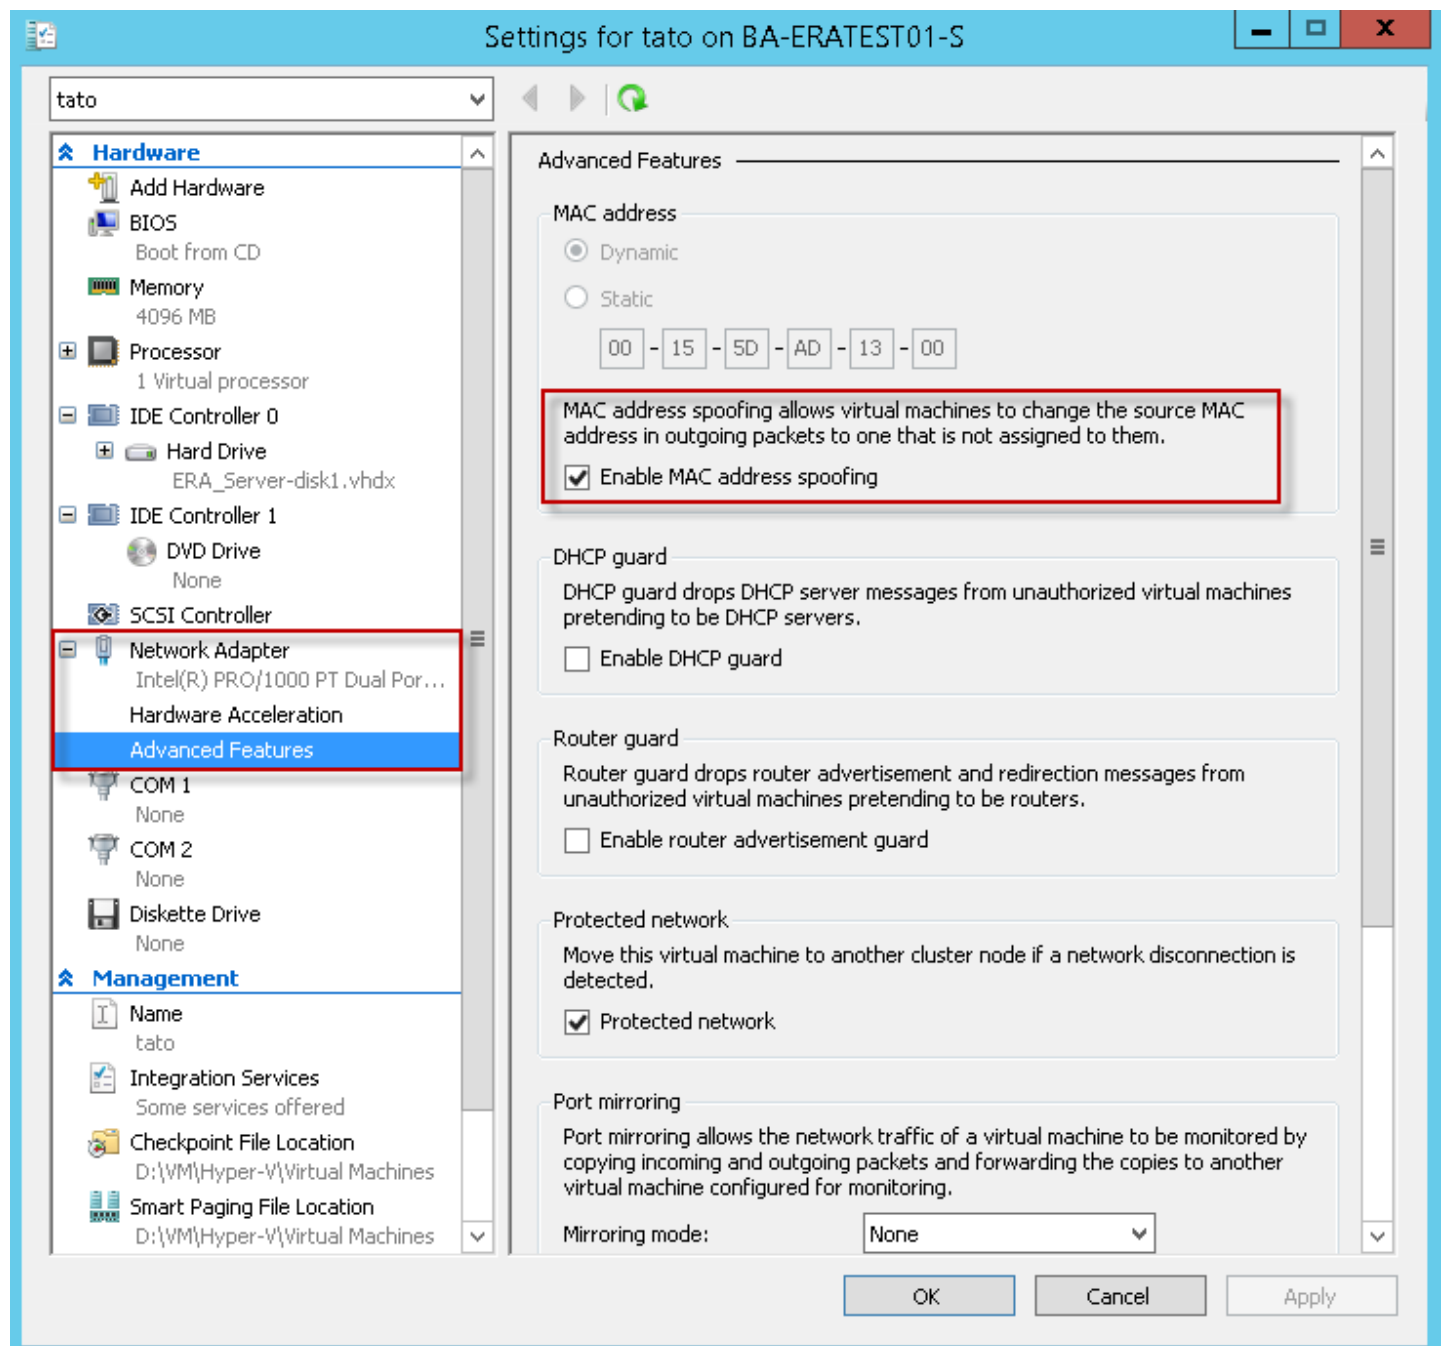 Settings for tato on BA-ERATEST01-S
tato
Hardware
Add Hardware
BIOS
Boot from CD
Memory
4096 MB
Processor
1 Virtual processor
IDE Controller 0
Hard Drive
ERA_Server-disk1.vhdx
IDE Controller 1
DVD Drive
None
SCSI Controller
Network Adapter
Intel(R) PRO/1000 PT Dual Por...
Hardware Acceleration
Advanced Features
COM 1
None
COM 2
None
Diskette Drive
None
Management
Name
tato
Integration Services
Some services offered
Checkpoint File Location
D:\VM\Hyper-V\Virtual Machines
Smart Paging File Location
D:\VM\Hyper-V\Virtual Machines
Advanced Features
MAC address
Dynamic
Static
00 - 15 - 5D - AD - 13 - 00
MAC address spoofing allows virtual machines to change the source MAC
address in outgoing packets to one that is not assigned to them.
Enable MAC address spoofing
DHCP guard
DHCP guard drops DHCP server messages from unauthorized virtual machines
pretending to be DHCP servers.
Enable DHCP guard
Router guard
Router guard drops router advertisement and redirection messages from
unauthorized virtual machines pretending to be routers.
Enable router advertisement guard
Protected network
Move this virtual machine to another cluster node if a network disconnection is
detected.
Protected network
Port mirroring
Port mirroring allows the network traffic of a virtual machine to be monitored by
copying incoming and outgoing packets and forwarding the copies to another
virtual machine configured for monitoring.
Mirroring mode: None
OK Cancel Apply